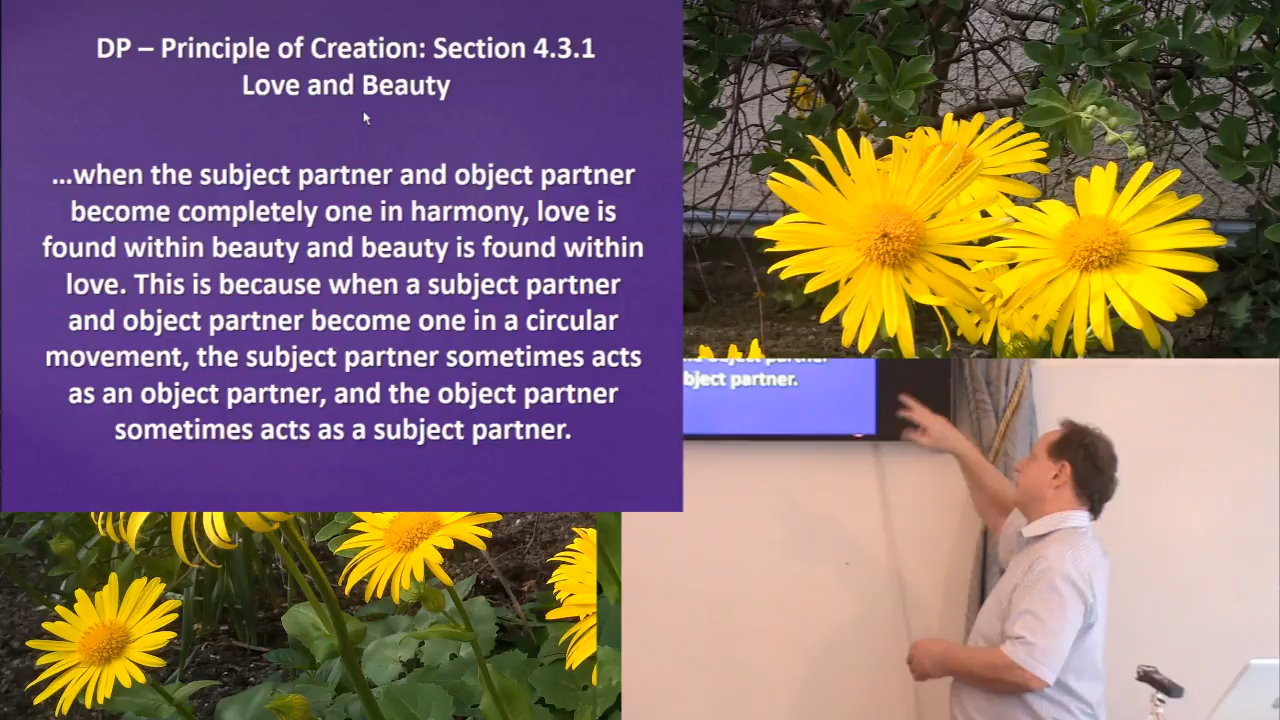 DP – Principle of Creation: Section 4.3.1
Love and Beauty
...when the subject partner and object partner
become completely one in harmony, love is
found within beauty and beauty is found within
love. This is because when a subject partner
and object partner become one in a circular
movement, the subject partner sometimes acts
as an object partner, and the object partner
sometimes acts as a subject partner.
partner.
bject partner.